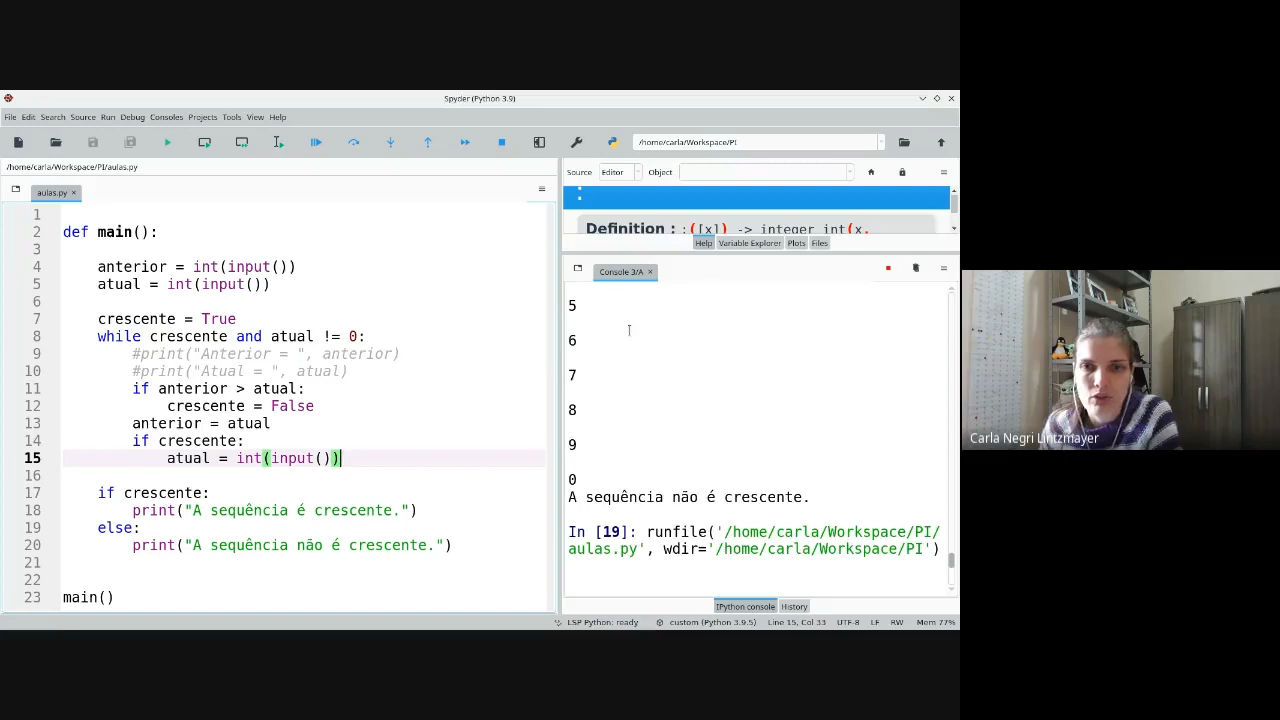 Spyder (Python 3.9)
File Edit Search Source Run Debug Consoles Projects Tools View Help
/home/carla/Workspace/PI
/home/carla/Workspace/PI/aulas.py
aulas.py
1
2 def main():
3
4 anterior = int(input())
5 atual = int(input())
6
7 crescente = True
8 while crescente and atual != 0:
9 #print("Anterior = ", anterior)
10 #print("Atual = ", atual)
11 if anterior > atual:
12 crescente = False
13 anterior = atual
14 if crescente:
15 atual = int(input())
16
17 if crescente:
18 print("A sequência é crescente.")
19 else:
20 print("A sequência não é crescente.")
21
22
23 main()
Source Editor Object
:
Definition : :([x]) -> integer int(x,
Help Variable Explorer Plots Files
Console 3/A
5
6
7
8
9
0
A sequência não é crescente.
In [19]: runfile('/home/carla/Workspace/PI/
aulas.py', wdir='/home/carla/Workspace/PI')
IPython console History
LSP Python: ready custom (Python 3.9.5) Line 15, Col 33 UTF-8 LF RW Mem 77%
Carla Negri Lintzmayer